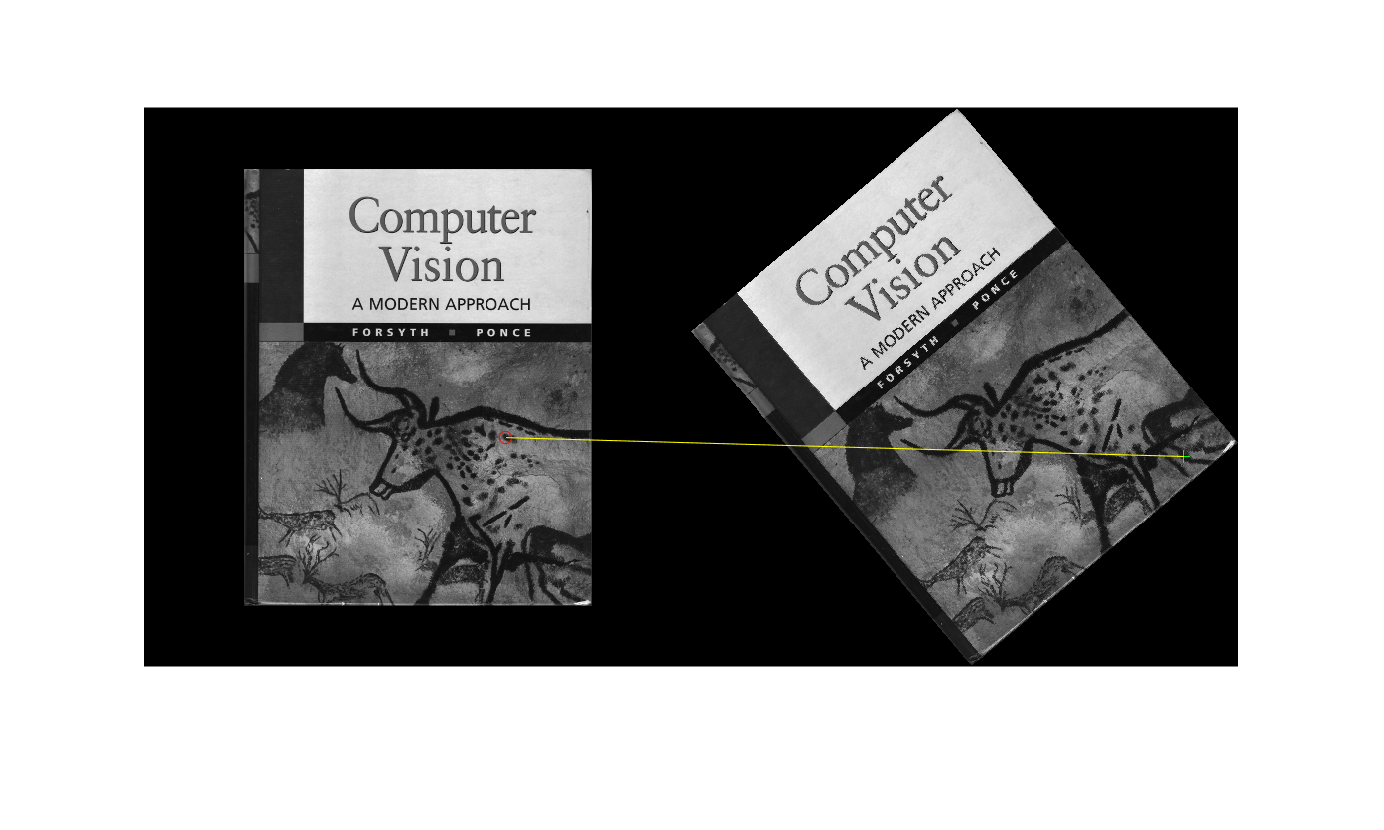 Computer
Vision
A MODERN APPROACH
FORSYTH PONCE
Computer
Vision
A MODERN APPROACH
FORSYTH PONCE